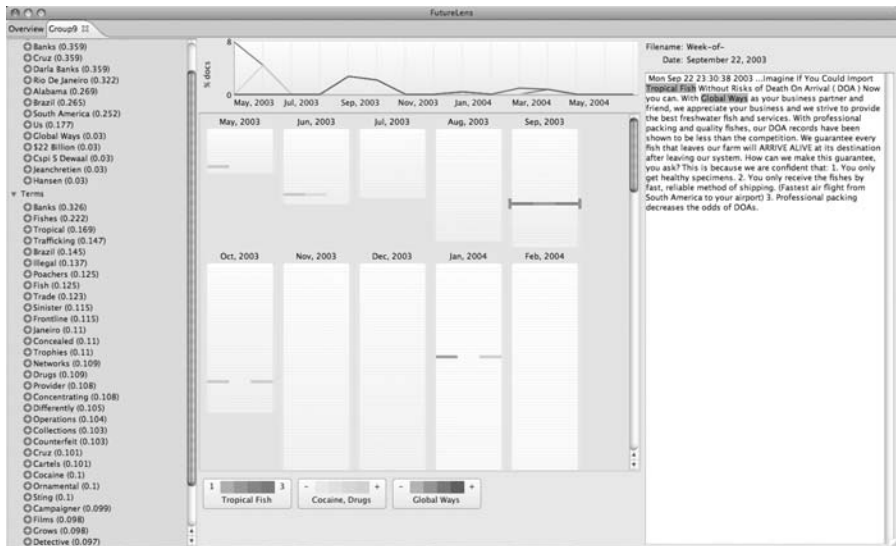 FutureLens
Overview Group9
Banks (0.359)
Cruz (0.359)
Darla Banks (0.359)
Rio De Janeiro (0.322)
Alabama (0.269)
Brazil (0.265)
South America (0.252)
Us (0.177)
Global Ways (0.03)
$22 Billion (0.03)
Cspi S Dewaal (0.03)
Jeanchretien (0.03)
Hansen (0.03)
Terms
Banks (0.326)
Fishes (0.222)
Tropical (0.169)
Trafficking (0.147)
Brazil (0.145)
Illegal (0.137)
Poachers (0.125)
Fish (0.125)
Trade (0.123)
Sinister (0.115)
Frontline (0.115)
Janeiro (0.11)
Concealed (0.11)
Trophies (0.11)
Networks (0.109)
Drugs (0.109)
Provider (0.108)
Concentrating (0.108)
Differently (0.105)
Operations (0.104)
Collections (0.103)
Counterfeit (0.103)
Cruz (0.101)
Cartels (0.101)
Cocaine (0.1)
Ornamental (0.1)
Sting (0.1)
Campaigner (0.099)
Films (0.098)
Crows (0.098)
Detective (0.097)
% docs
8
0
May, 2003 Jul, 2003 Sep, 2003 Nov, 2003 Jan, 2004 Mar, 2004 May, 2004
May, 2003 Jun, 2003 Jul, 2003 Aug, 2003 Sep, 2003
Oct, 2003 Nov, 2003 Dec, 2003 Jan, 2004 Feb, 2004
1 3
Tropical Fish
- +
Cocaine, Drugs
- +
Global Ways
Filename: Week-of-
Date: September 22, 2003
Mon Sep 22 23:30:38 2003 ...Imagine If You Could Import
Tropical Fish Without Risks of Death On Arrival ( DOA ) Now
you can. With Global Ways as your business partner and
friend, we appreciate your business and we strive to provide
the best freshwater fish and services. With professional
packing and quality fishes, our DOA records have been
shown to be less than the competition. We guarantee every
fish that leaves our farm will ARRIVE ALIVE at its destination
after leaving our system. How can we make this guarantee,
you ask? This is because we are confident that: 1. You only
get healthy specimens. 2. You only receive the fishes by
fast, reliable method of shipping. (Fastest air flight from
South America to your airport) 3. Professional packing
decreases the odds of DOAs.